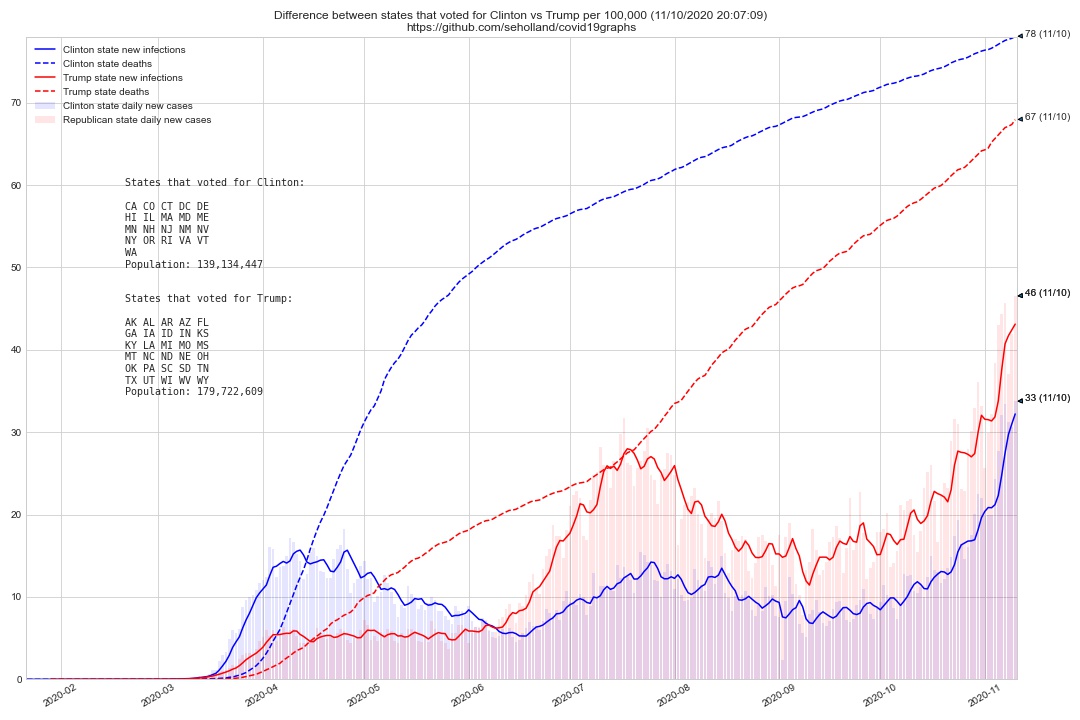 Difference between states that voted for Clinton vs Trump per 100,000 (11/10/2020 20:07:09)
https://github.com/seholland/covid19graphs
Clinton state new infections
Clinton state deaths
Trump state new infections
Trump state deaths
Clinton state daily new cases
Republican state daily new cases
States that voted for Clinton:
CA CO CT DC DE
HI IL MA MD ME
MN NH NJ NM NV
NY OR RI VA VT
WA
Population: 139,134,447
States that voted for Trump:
AK AL AR AZ FL
GA IA ID IN KS
KY LA MI MO MS
MT NC ND NE OH
OK PA SC SD TN
TX UT WI WV WY
Population: 179,722,609
78 (11/10)
67 (11/10)
46 (11/10)
33 (11/10)
70
60
50
40
30
20
10
0
2020-02
2020-03
2020-04
2020-05
2020-06
2020-07
2020-08
2020-09
2020-10
2020-11